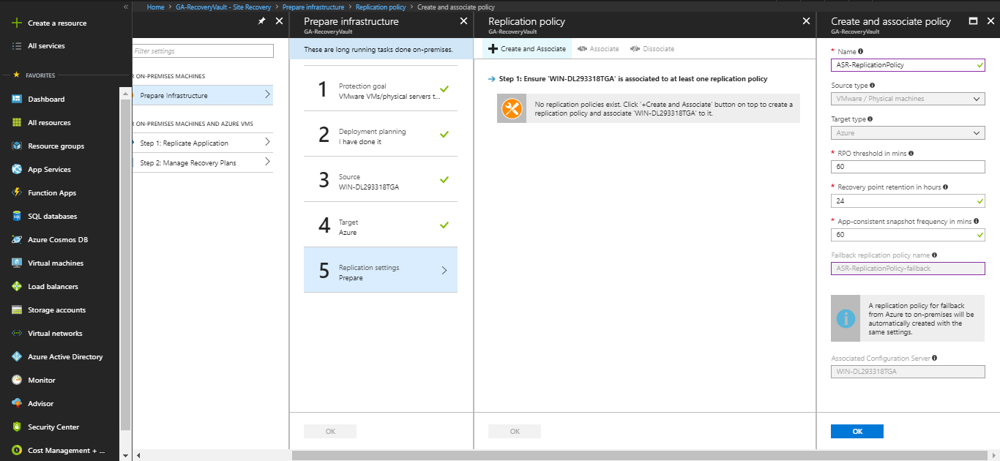 Home > GA-RecoveryVault - Site Recovery > Prepare infrastructure > Replication policy > Create and associate policy
Create a resource
All services
FAVORITES
Dashboard
All resources
Resource groups
App Services
Function Apps
SQL databases
Azure Cosmos DB
Virtual machines
Load balancers
Storage accounts
Virtual networks
Azure Active Directory
Monitor
Advisor
Security Center
Cost Management + ...
Filter settings
R ON-PREMISES MACHINES
Prepare Infrastructure
R ON-PREMISES MACHINES AND AZURE VMS
Step 1: Replicate Application
Step 2: Manage Recovery Plans
Prepare infrastructure
GA-RecoveryVault
These are long running tasks done on-premises.
1
Protection goal
VMware VMs/physical servers t...
2
Deployment planning
I have done it
3
Source
WIN-DL293318TGA
4
Target
Azure
5
Replication settings
Prepare
OK
Replication policy
GA-RecoveryVault
Create and Associate
Associate
Dissociate
Step 1: Ensure 'WIN-DL293318TGA' is associated to at least one replication policy
No replication policies exist. Click '+Create and Associate' button on top to create a
replication policy and associate 'WIN-DL293318TGA' to it.
OK
Create and associate policy
GA-RecoveryVault
* Name
ASR-ReplicationPolicy
Source type
VMware / Physical machines
Target type
Azure
* RPO threshold in mins
60
* Recovery point retention in hours
24
* App-consistent snapshot frequency in mins
60
Failback replication policy name
ASR-ReplicationPolicy-failback
A replication policy for failback
from Azure to on-premises will be
automatically created with the
same settings.
Associated Configuration Server
WIN-DL293318TGA
OK